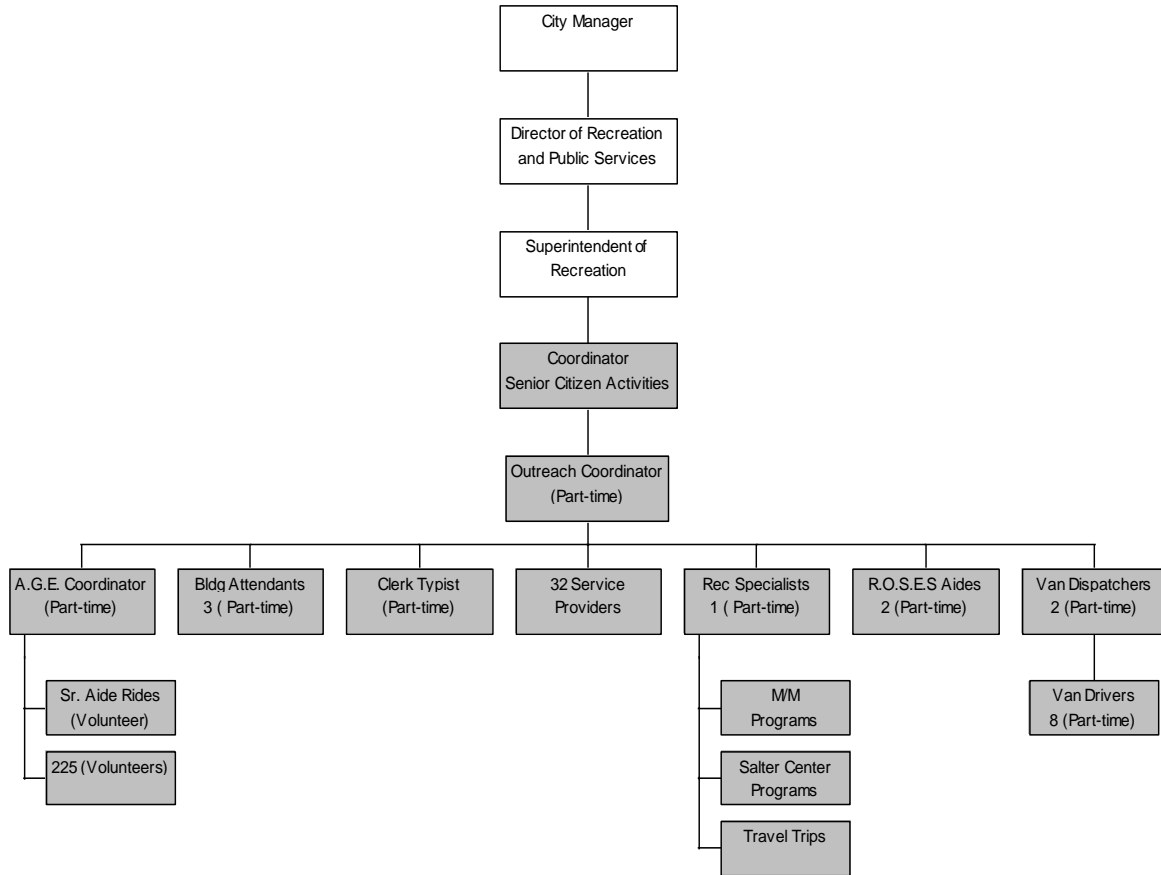 City Manager
Director of Recreation
and Public Services
Superintendent of
Recreation
Coordinator
Senior Citizen Activities
Outreach Coordinator
(Part-time)
A.G.E. Coordinator
(Part-time)
Bldg Attendants
3 ( Part-time)
Clerk Typist
(Part-time)
32 Service
Providers
Rec Specialists
1 ( Part-time)
R.O.S.E.S Aides
2 (Part-time)
Van Dispatchers
2 (Part-time)
Sr. Aide Rides
(Volunteer)
225 (Volunteers)
M/M
Programs
Salter Center
Programs
Travel Trips
Van Drivers
8 (Part-time)